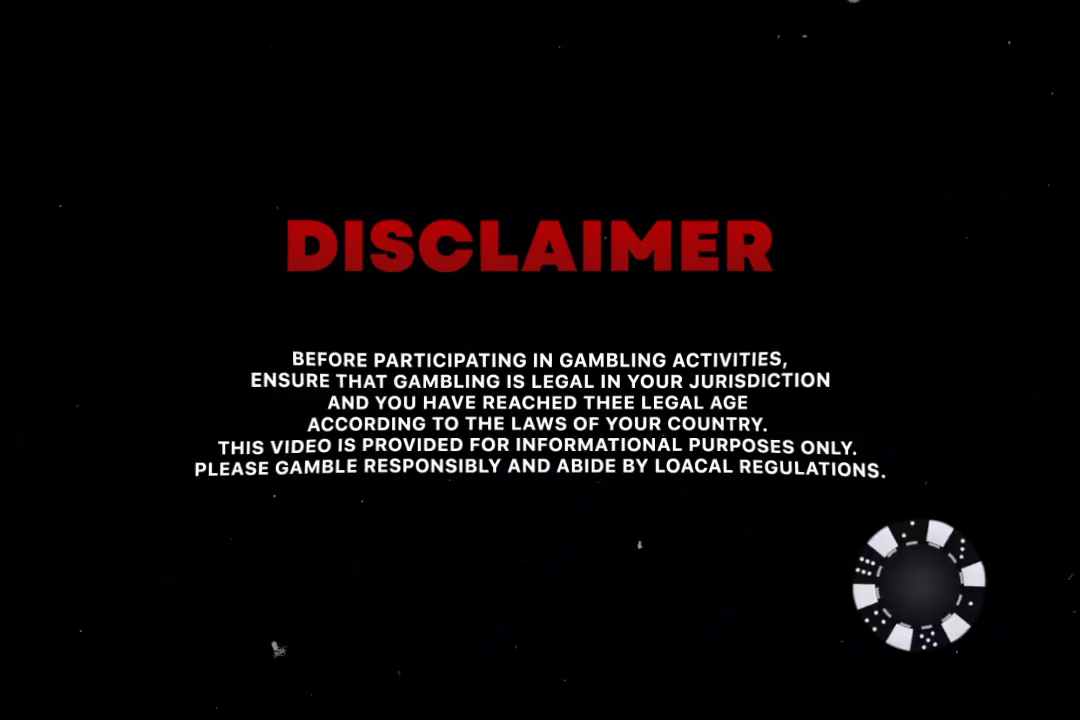 DISCLAIMER
BEFORE PARTICIPATING IN GAMBLING ACTIVITIES,
ENSURE THAT GAMBLING IS LEGAL IN YOUR JURISDICTION
AND YOU HAVE REACHED THEE LEGAL AGE
ACCORDING TO THE LAWS OF YOUR COUNTRY.
THIS VIDEO IS PROVIDED FOR INFORMATIONAL PURPOSES ONLY.
PLEASE GAMBLE RESPONSIBLY AND ABIDE BY LOACAL REGULATIONS.